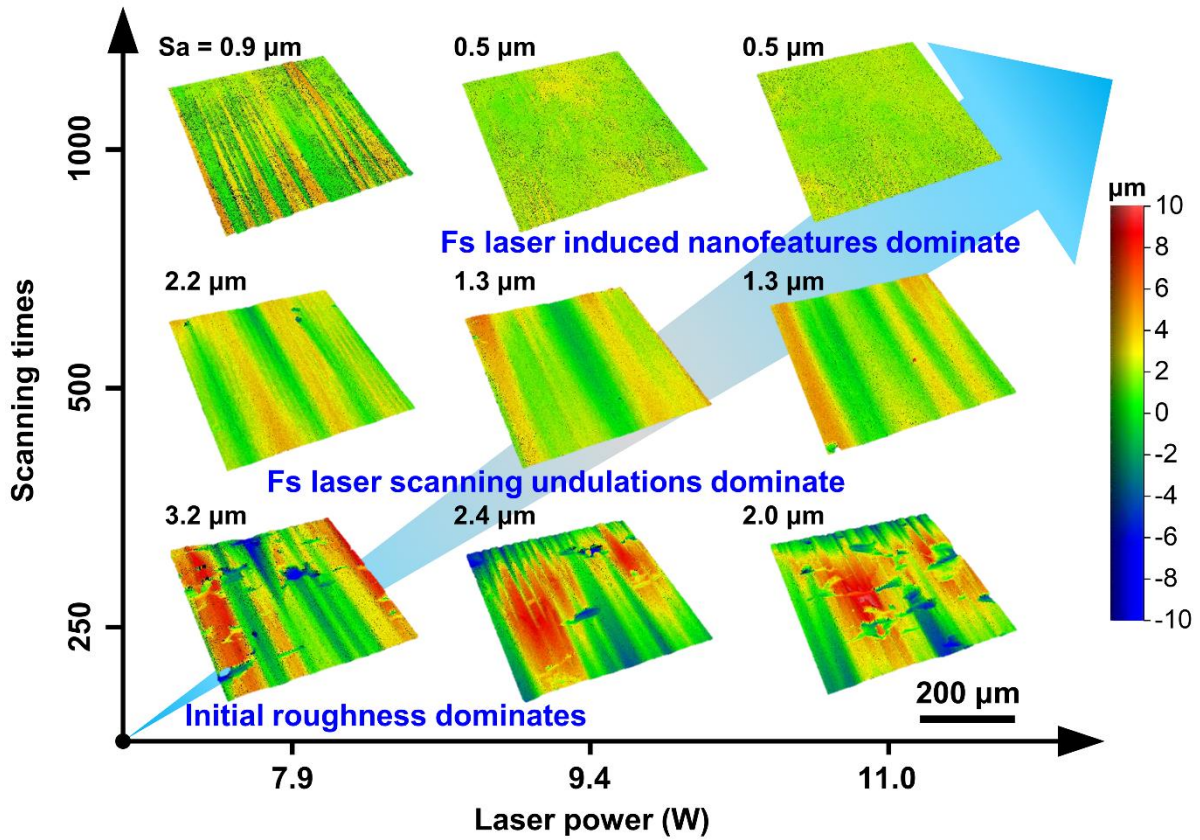 Sa = 0.9 µm
0.5 µm
0.5 µm
1000
µm
10
8
6
4
2
0
-2
-4
-6
-8
-10
Fs laser induced nanofeatures dominate
2.2 µm
1.3 µm
1.3 µm
500
Scanning times
Fs laser scanning undulations dominate
3.2 µm
2.4 µm
2.0 µm
250
200 µm
Initial roughness dominates
7.9
9.4
11.0
Laser power (W)